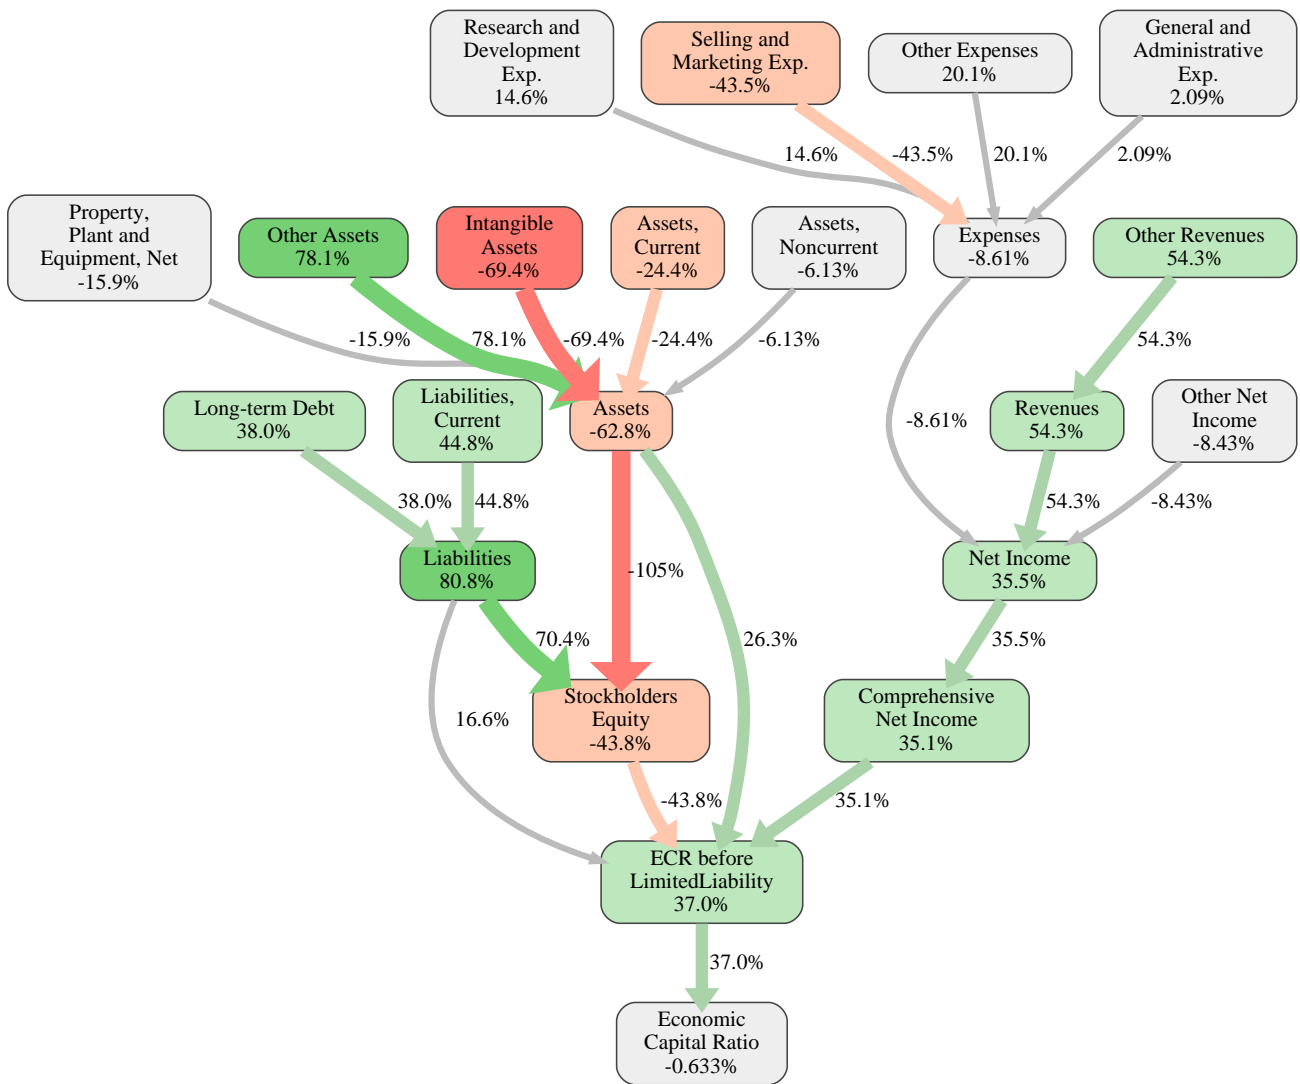 Research and
Development
Exp.
14.6%
Selling and
Marketing Exp.
-43.5%
Other Expenses
20.1%
General and
Administrative
Exp.
2.09%
14.6%
-43.5%
20.1%
2.09%
Property,
Plant and
Equipment, Net
-15.9%
Other Assets
78.1%
Intangible
Assets
-69.4%
Assets,
Current
-24.4%
Assets,
Noncurrent
-6.13%
Expenses
-8.61%
Other Revenues
54.3%
-15.9%
78.1%
-69.4%
-24.4%
-6.13%
54.3%
Long-term Debt
38.0%
Liabilities,
Current
44.8%
Assets
-62.8%
-8.61%
Revenues
54.3%
Other Net
Income
-8.43%
38.0%
44.8%
54.3%
-8.43%
Liabilities
80.8%
-105%
Net Income
35.5%
70.4%
26.3%
35.5%
16.6%
Stockholders
Equity
-43.8%
Comprehensive
Net Income
35.1%
-43.8%
35.1%
ECR before
LimitedLiability
37.0%
37.0%
Economic
Capital Ratio
-0.633%